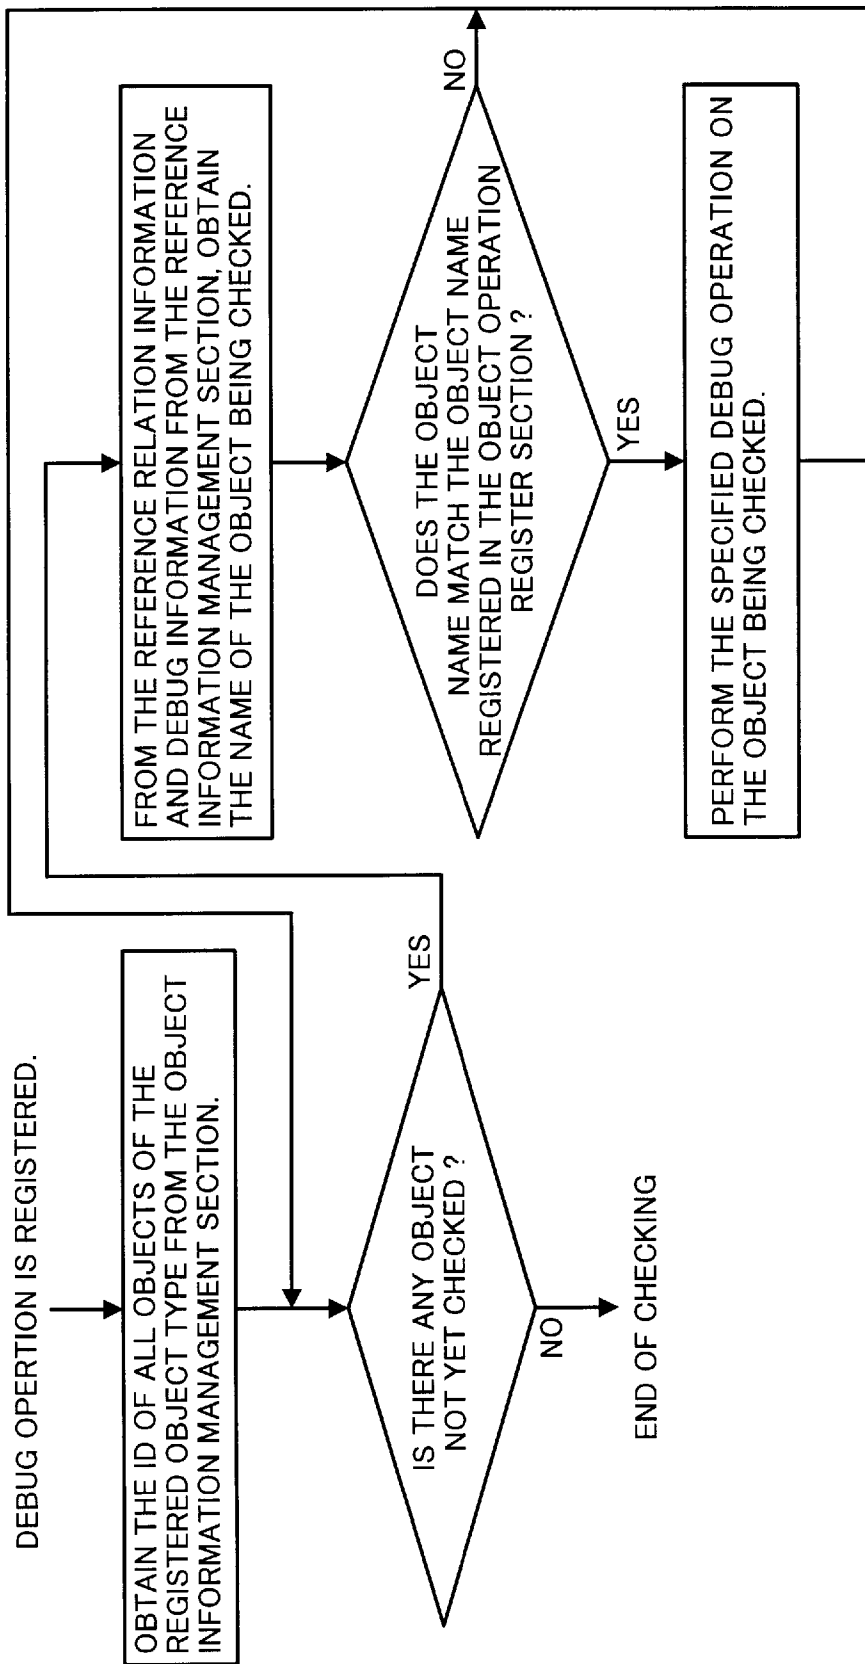 DEBUG OPERTION IS REGISTERED.
OBTAIN THE ID OF ALL OBJECTS OF THE
REGISTERED OBJECT TYPE FROM THE OBJECT
INFORMATION MANAGEMENT SECTION.
IS THERE ANY OBJECT
NOT YET CHECKED ?
YES
NO
END OF CHECKING
FROM THE REFERENCE RELATION INFORMATION
AND DEBUG INFORMATION FROM THE REFERENCE
INFORMATION MANAGEMENT SECTION, OBTAIN
THE NAME OF THE OBJECT BEING CHECKED.
DOES THE OBJECT
NAME MATCH THE OBJECT NAME
REGISTERED IN THE OBJECT OPERATION
REGISTER SECTION ?
NO
YES
PERFORM THE SPECIFIED DEBUG OPERATION ON
THE OBJECT BEING CHECKED.